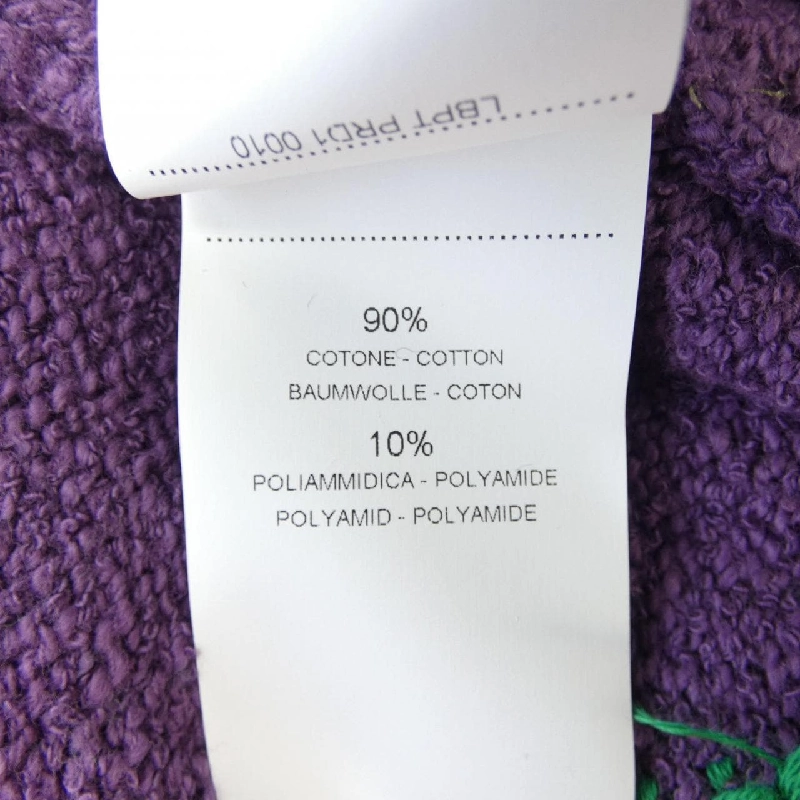 LBPT PRD1 0010
90%
COTONE - COTTON
BAUMWOLLE - COTON
10%
POLIAMMIDICA - POLYAMIDE
POLYAMID - POLYAMIDE